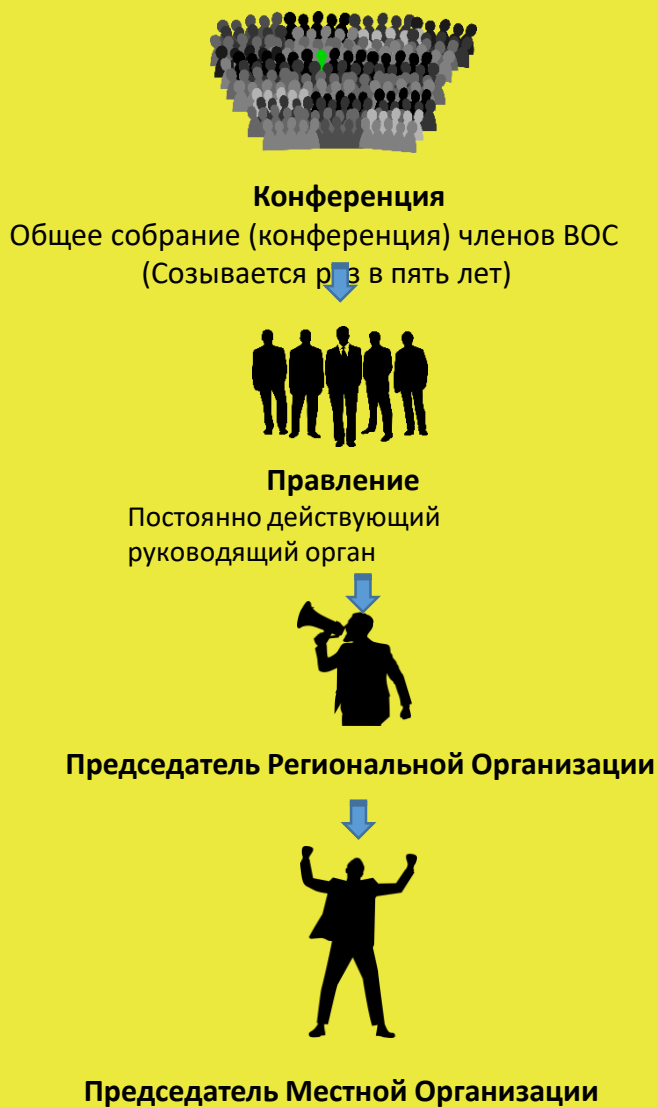 Конференция
Общее собрание (конференция) членов ВОС
(Созывается раз в пять лет)
Правление
Постоянно действующий
руководящий орган
Председатель Региональной Организации
Председатель Местной Организации